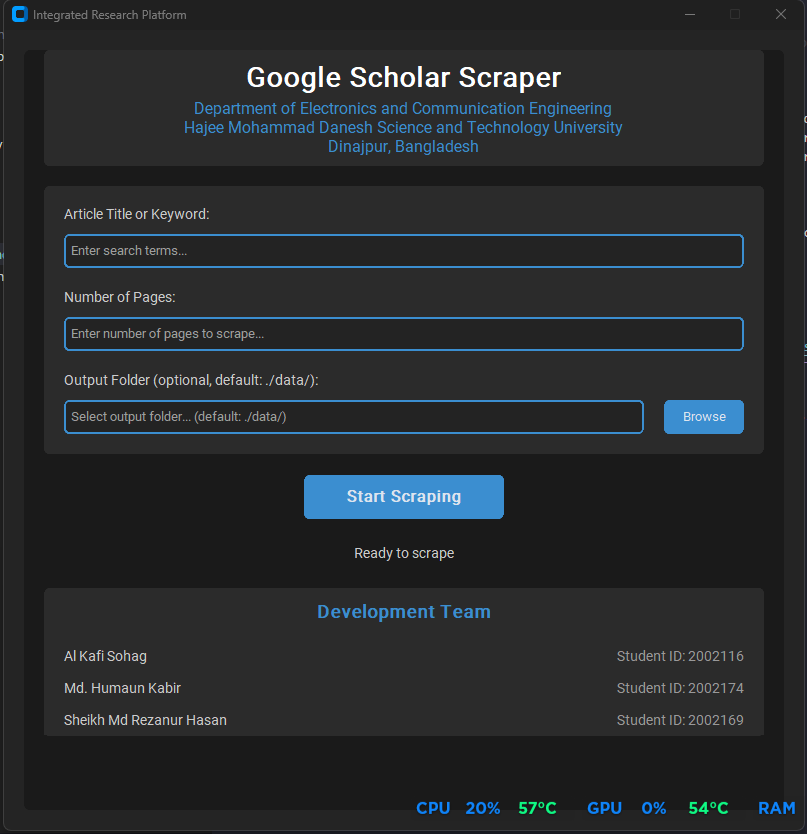 Integrated Research Platform
Google Scholar Scraper
Department of Electronics and Communication Engineering
Hajee Mohammad Danesh Science and Technology University
Dinajpur, Bangladesh
Article Title or Keyword:
Enter search terms...
Number of Pages:
Enter number of pages to scrape...
Output Folder (optional, default: ./data/):
Select output folder... (default: ./data/)
Browse
Start Scraping
Ready to scrape
Development Team
Al Kafi Sohag Student ID: 2002116
Md. Humaun Kabir Student ID: 2002174
Sheikh Md Rezanur Hasan Student ID: 2002169
CPU 20% 57°C GPU 0% 54°C RAM